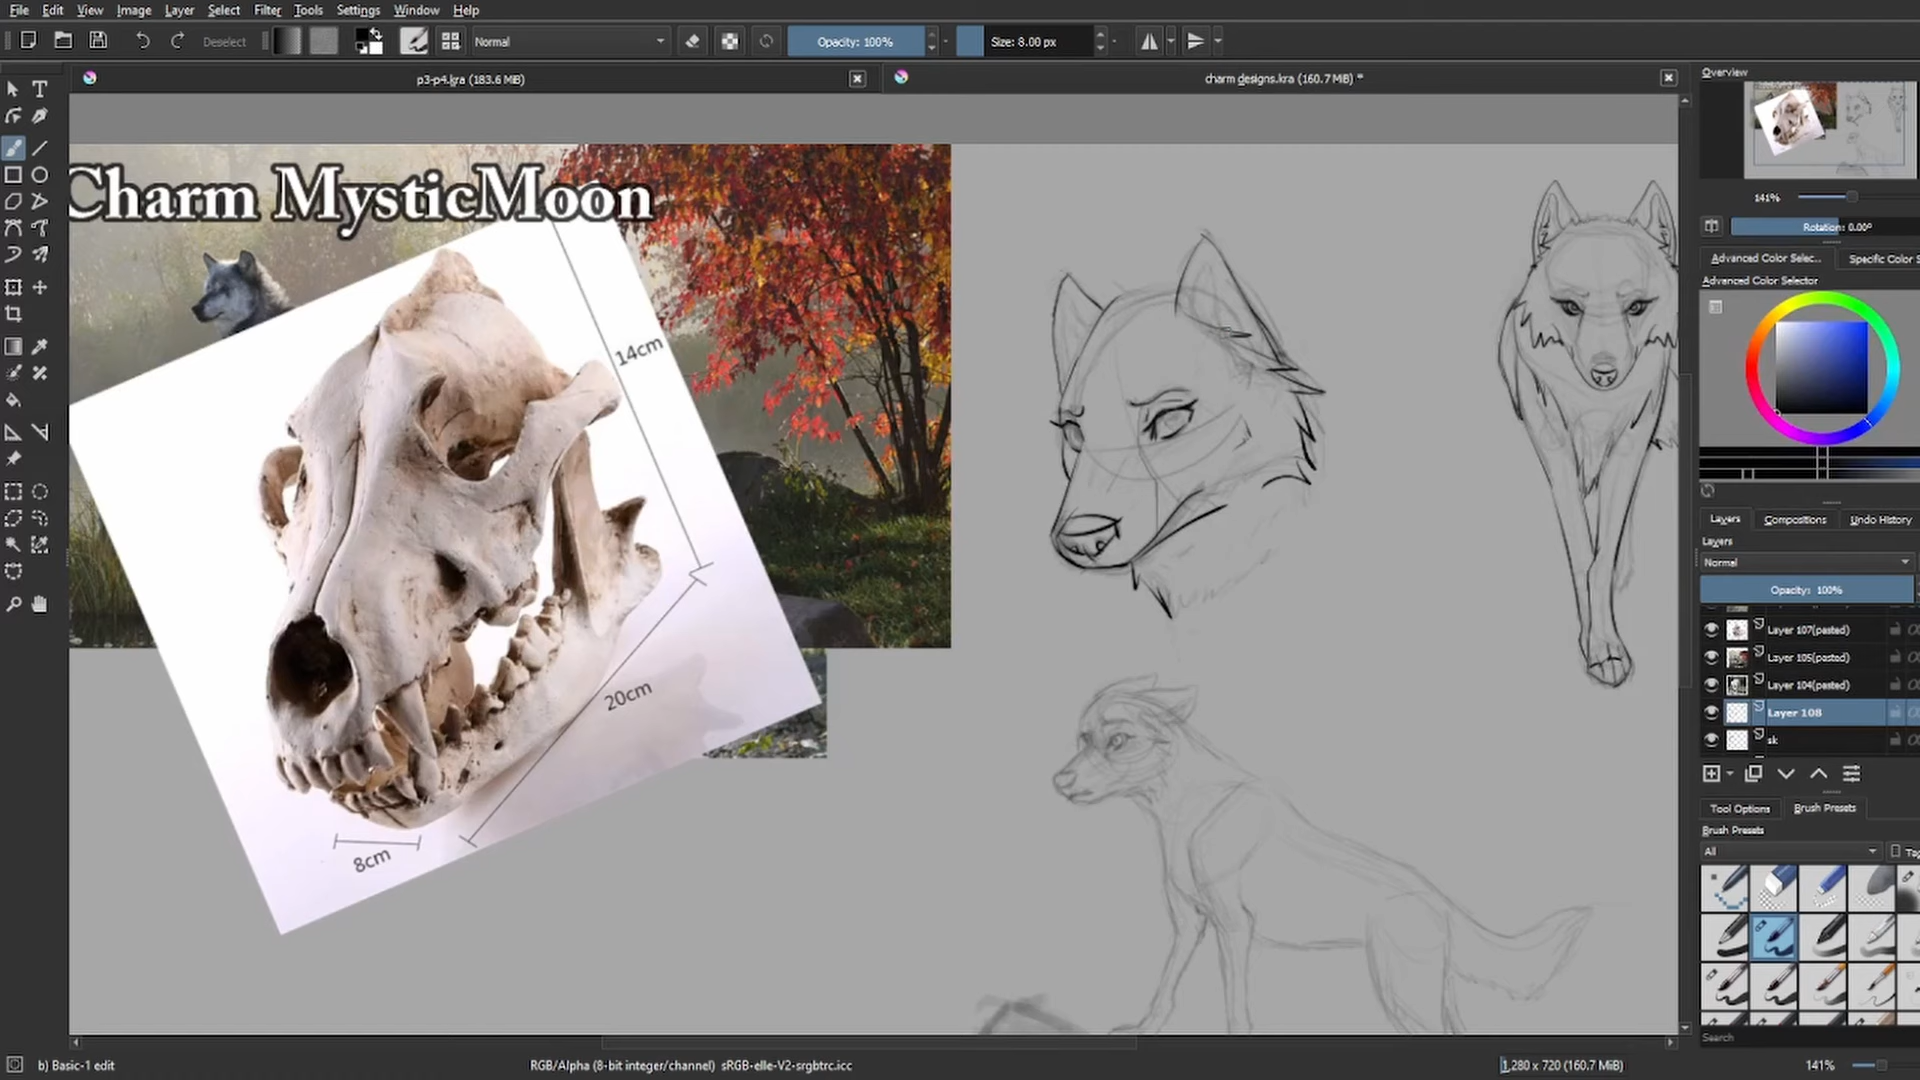 File Edit View Image Layer Select Filter Tools Settings Window Help
Deselect Normal Opacity: 100% Size: 8.00 px
p3-p4.kra (183.6 MiB) charm designs.kra (160.7 MiB) *
Overview
141%
Rotation: 0.00°
Advanced Color Selec... Specific Color S
Advanced Color Selector
Charm MysticMoon
14cm
20cm
8cm
Layers Compositions Undo History
Layers
Normal
Opacity: 100%
Layer 107(pasted)
Layer 105(pasted)
Layer 104(pasted)
Layer 108
sk
Tool Options Brush Presets
Brush Presets
All Tag
Search
b) Basic-1 edit RGB/Alpha (8-bit integer/channel) sRGB-elle-V2-srgbtrc.icc 1,280 x 720 (160.7 MiB) 141%